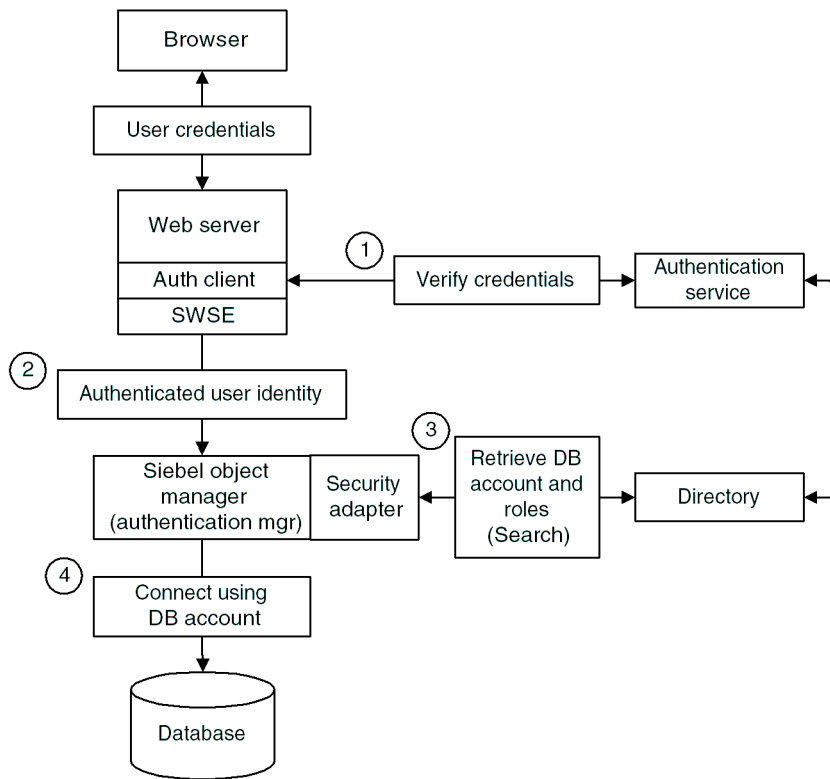 Browser
User credentials
Web server
Auth client
SWSE
1
Verify credentials
Authentication
service
2
Authenticated user identity
Siebel object
manager
(authentication mgr)
Security
adapter
3
Retrieve DB
account and
roles
(Search)
Directory
4
Connect using
DB account
Database